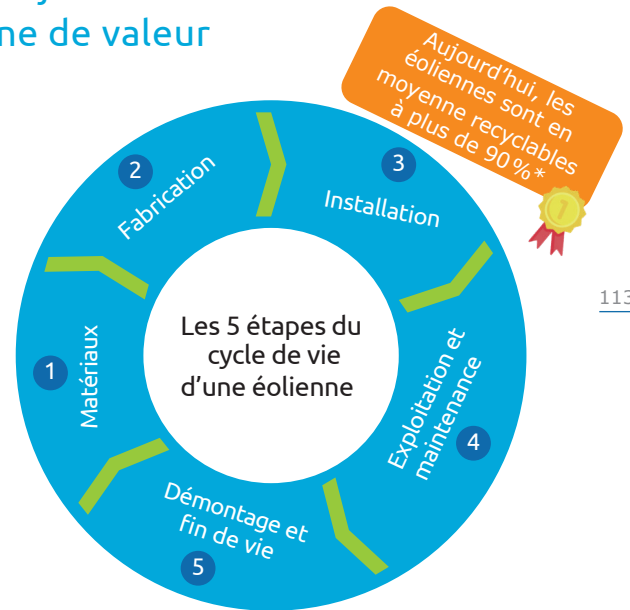 ne de valeur
Aujourd’hui, les
éoliennes sont en
moyenne recyclables
à plus de 90 %*
1
2
Fabrication
3
Installation
113
Les 5 étapes du
cycle de vie
d’une éolienne
1
Matériaux
Exploitation et
maintenance
4
Démontage et
fin de vie
5